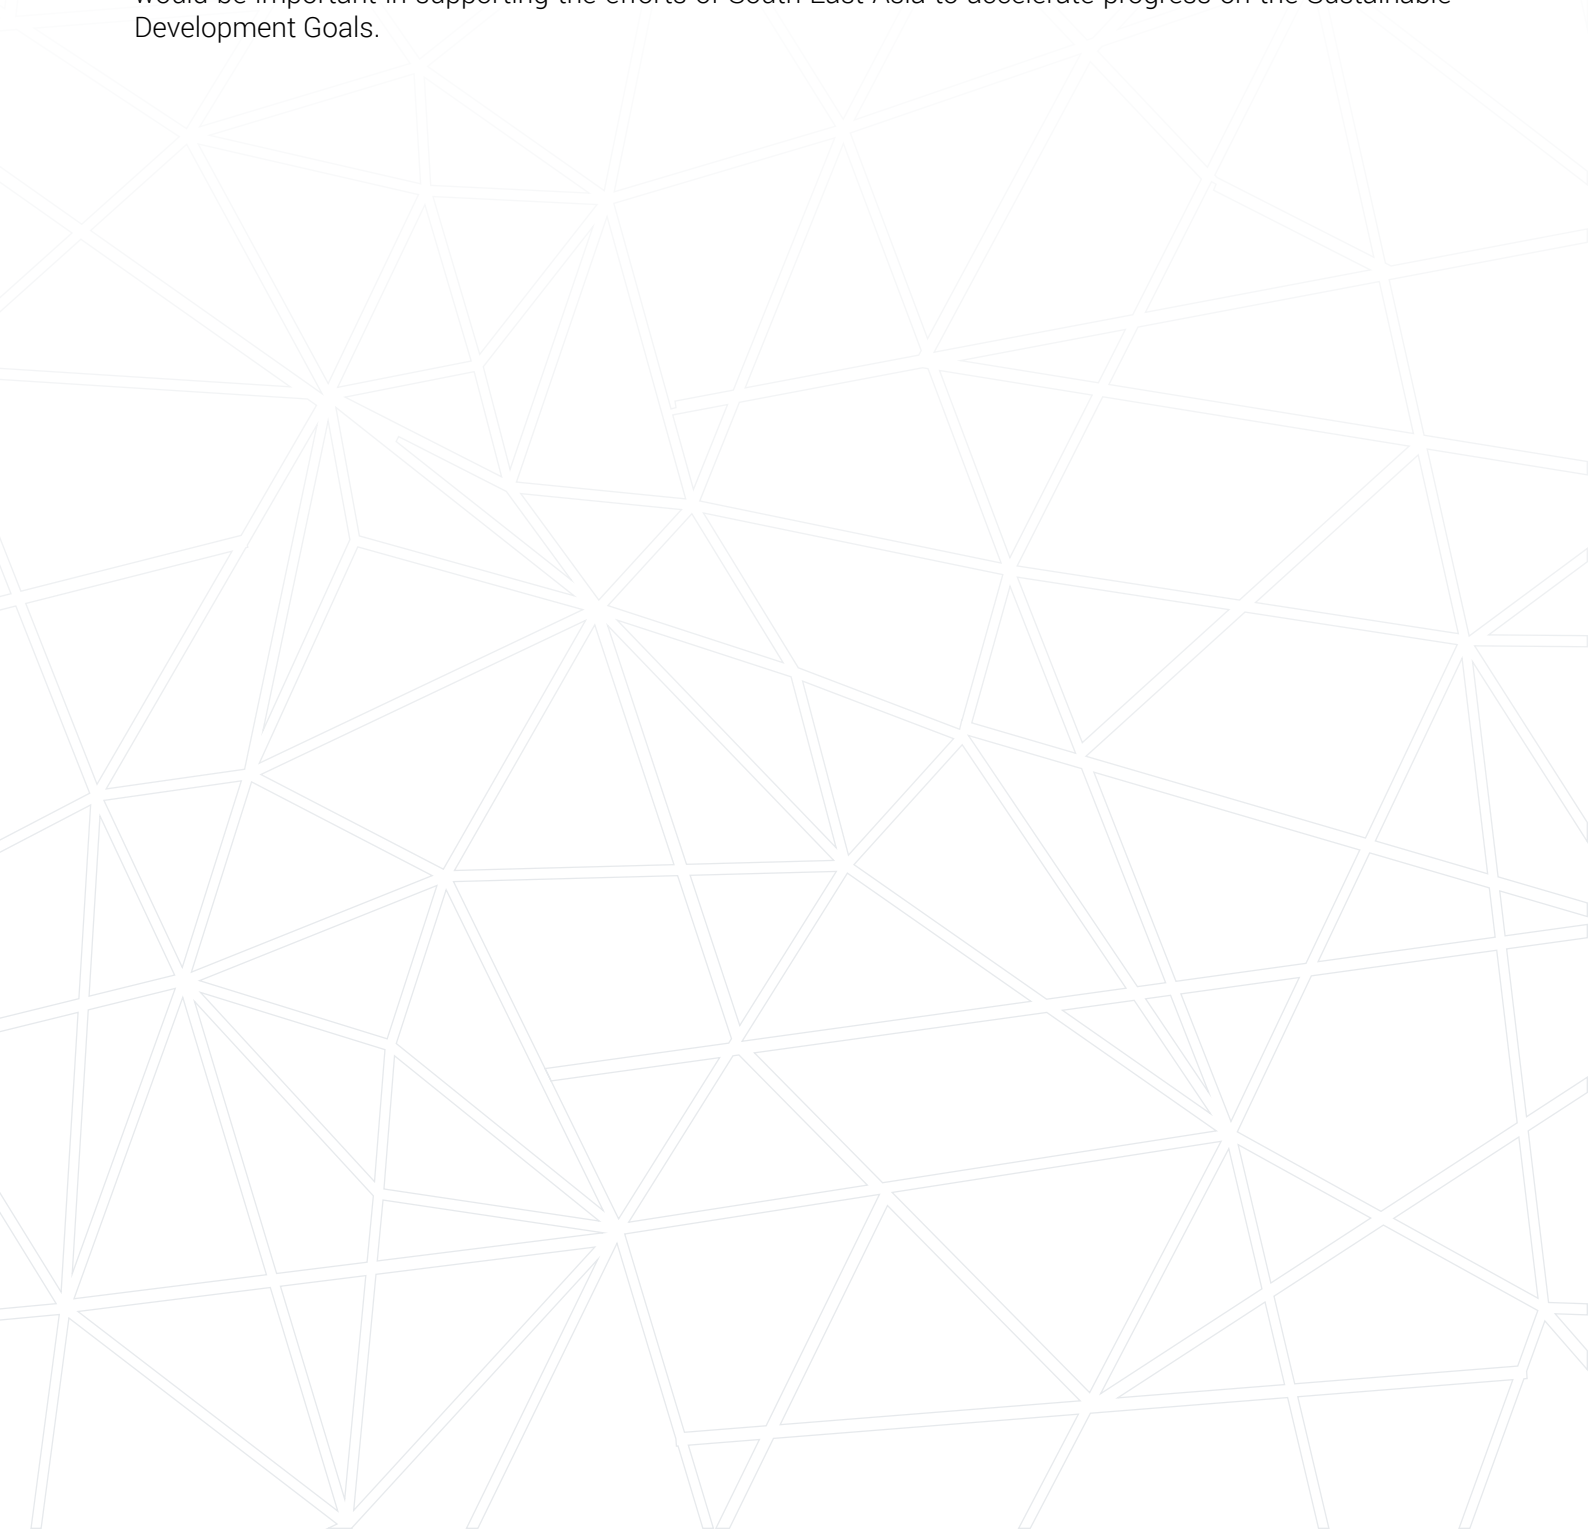 would be important in supporting the efforts of South-East Asia to accelerate progress on the Sustainable
Development Goals.